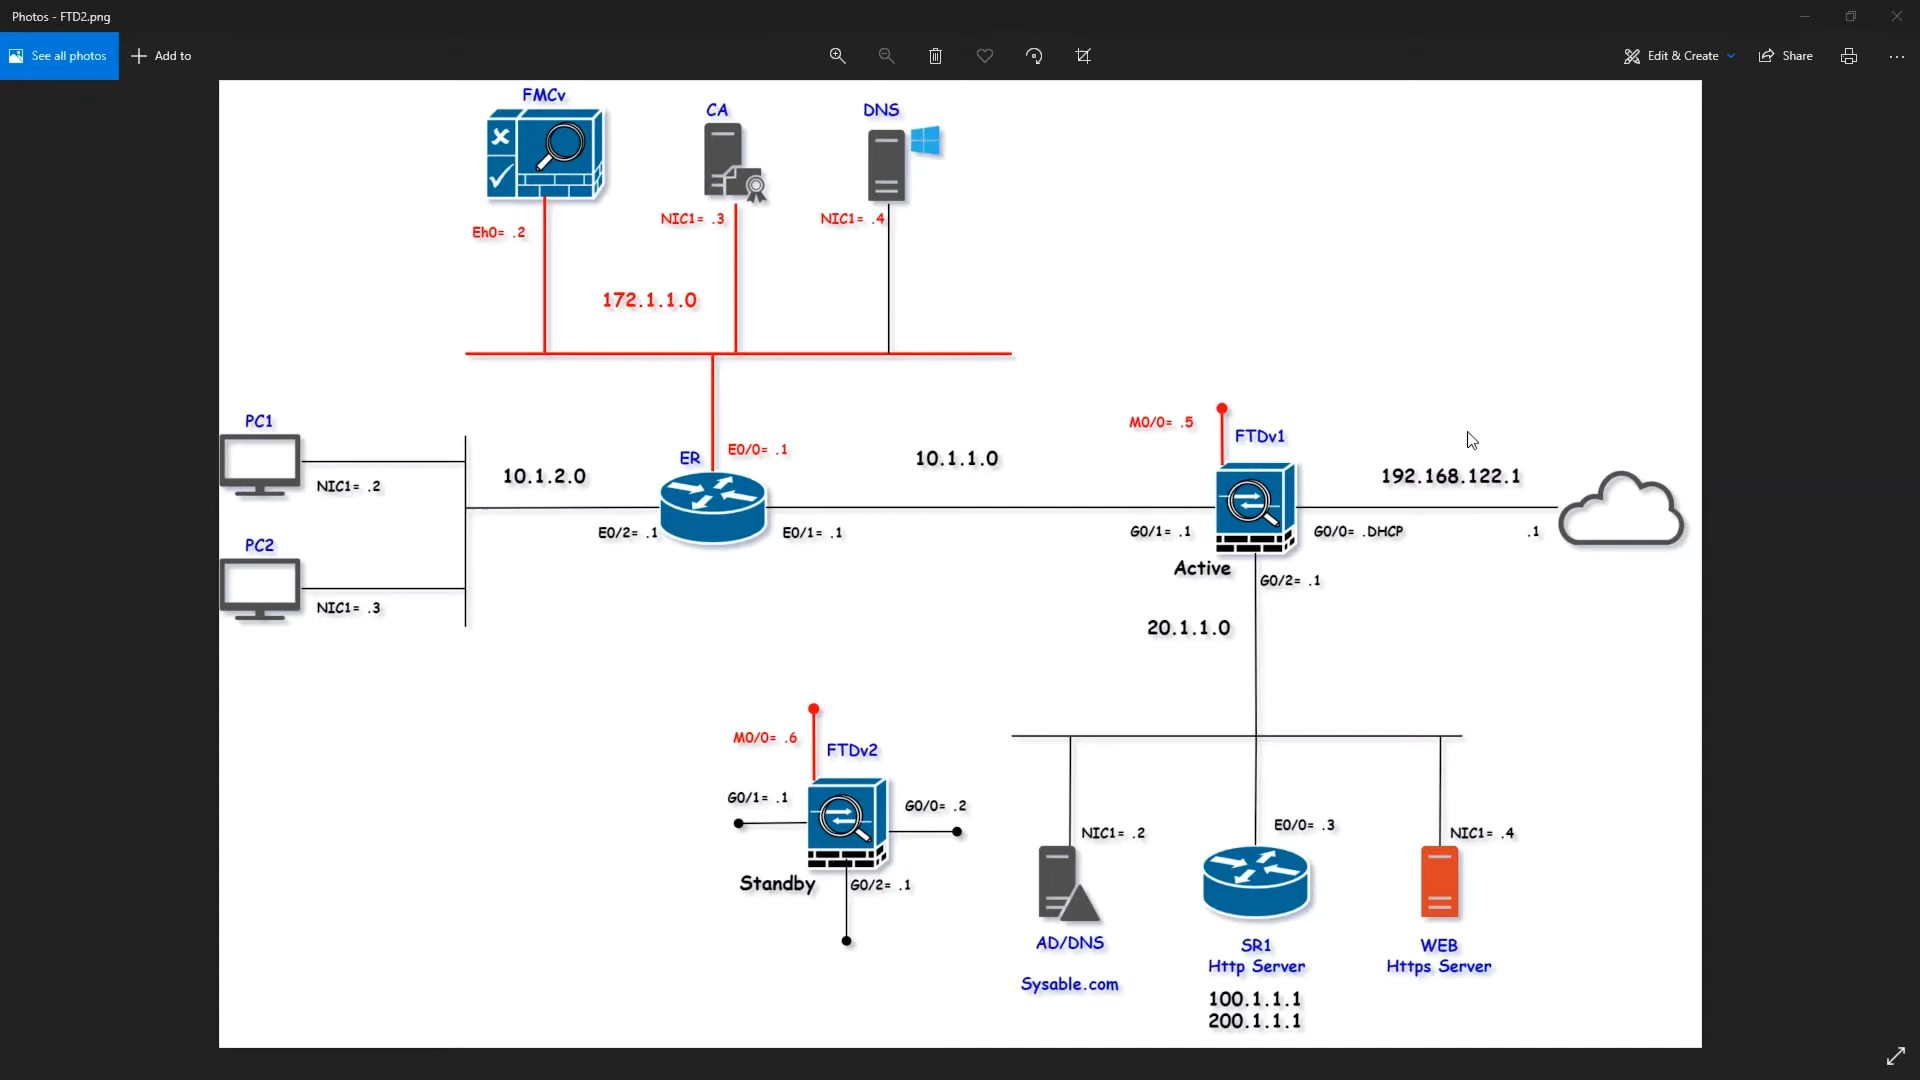 Photos - FTD2.png
See all photos
Add to
Edit & Create
Share
FMCv
CA
DNS
Eh0= .2
NIC1= .3
NIC1= .4
172.1.1.0
PC1
NIC1= .2
10.1.2.0
ER
E0/0= .1
10.1.1.0
M0/0= .5
FTDv1
192.168.122.1
E0/2= .1
E0/1= .1
G0/1= .1
G0/0= .DHCP
.1
PC2
NIC1= .3
Active
G0/2= .1
20.1.1.0
M0/0= .6
FTDv2
G0/1= .1
G0/0= .2
Standby
G0/2= .1
NIC1= .2
E0/0= .3
NIC1= .4
AD/DNS
Sysable.com
SR1
Http Server
100.1.1.1
200.1.1.1
WEB
Https Server